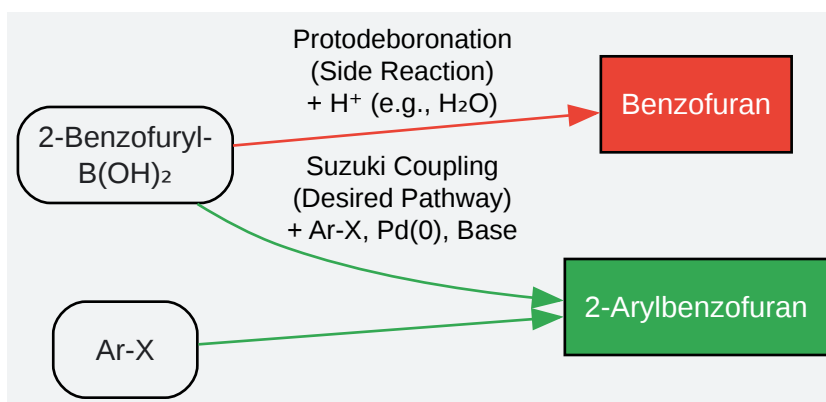 Protodeboronation
(Side Reaction)
+ H⁺ (e.g., H₂O)
Benzofuran
2-Benzofuryl-
B(OH)₂
Suzuki Coupling
(Desired Pathway)
+ Ar-X, Pd(0), Base
2-Arylbenzofuran
Ar-X